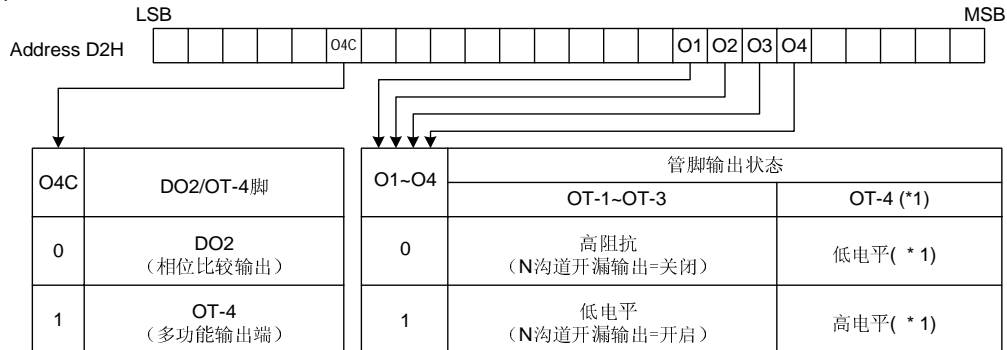 LSB MSB
Address D2H O4C O1 O2 O3 O4
O4C DO2/OT-4脚
0 DO2
（相位比较输出）
1 OT-4
（多功能输出端）
O1~O4 管脚输出状态
OT-1~OT-3 OT-4 (*1)
0 高阻抗
（N沟道开漏输出=关闭） 低电平( * 1)
1 低电平
（N沟道开漏输出=开启） 高电平( * 1)